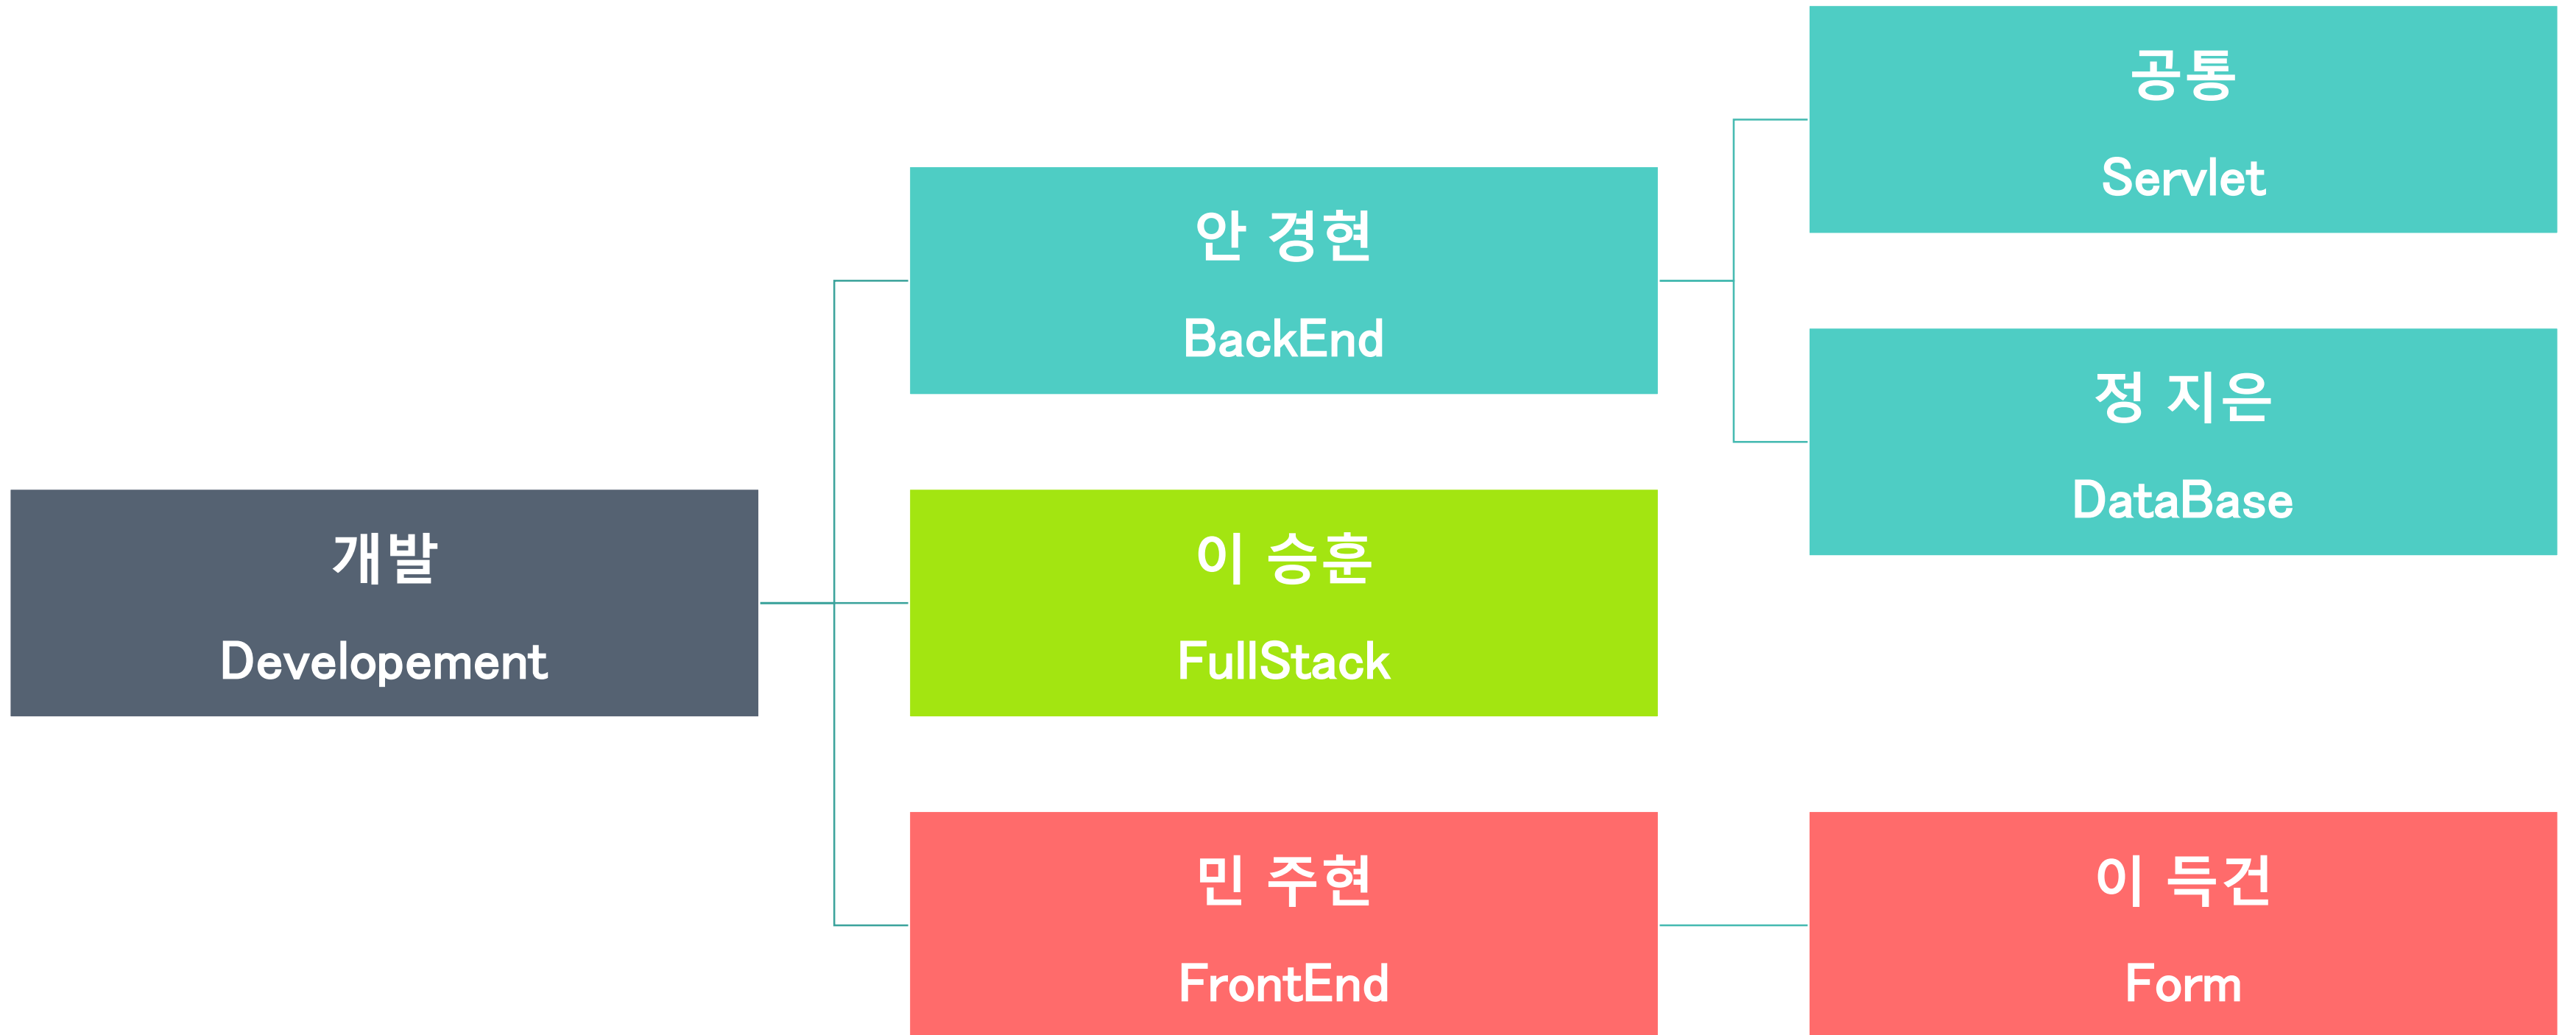 개발
Developement
안 경현
BackEnd
공통
Servlet
정 지은
DataBase
이 승훈
FullStack
민 주현
FrontEnd
이 득건
Form